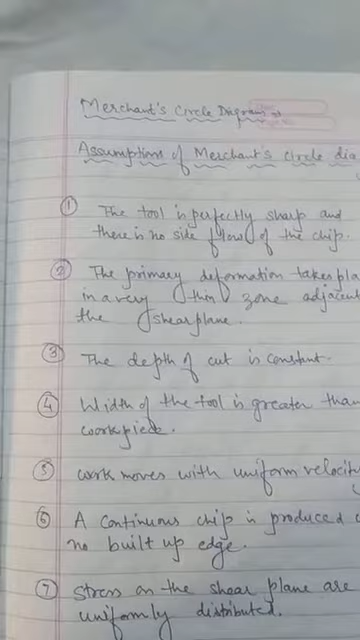 Merchant's Circle Diagram ⇒
Assumptions of Merchant's circle dia
① The tool is perfectly sharp and
there is no side flow of the chip.
② The primary deformation takes pla
in a very thin zone adjacent
the shear plane.
③ The depth of cut is constant.
④ Width of the tool is greater than
workpiece.
⑤ work moves with uniform velocity
⑥ A continuous chip is produced
no built up edge.
⑦ Stress on the shear plane are
uniformly distributed.